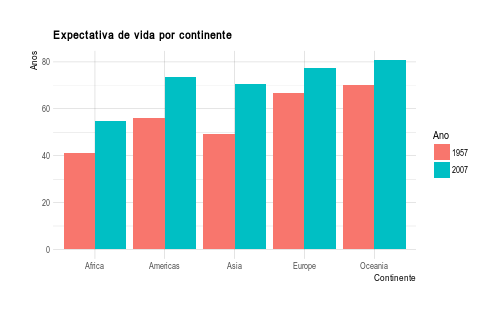 Expectativa de vida por continente
Anos
80
60
40
20
0
Africa
Americas
Asia
Europe
Oceania
Continente
Ano
1957
2007